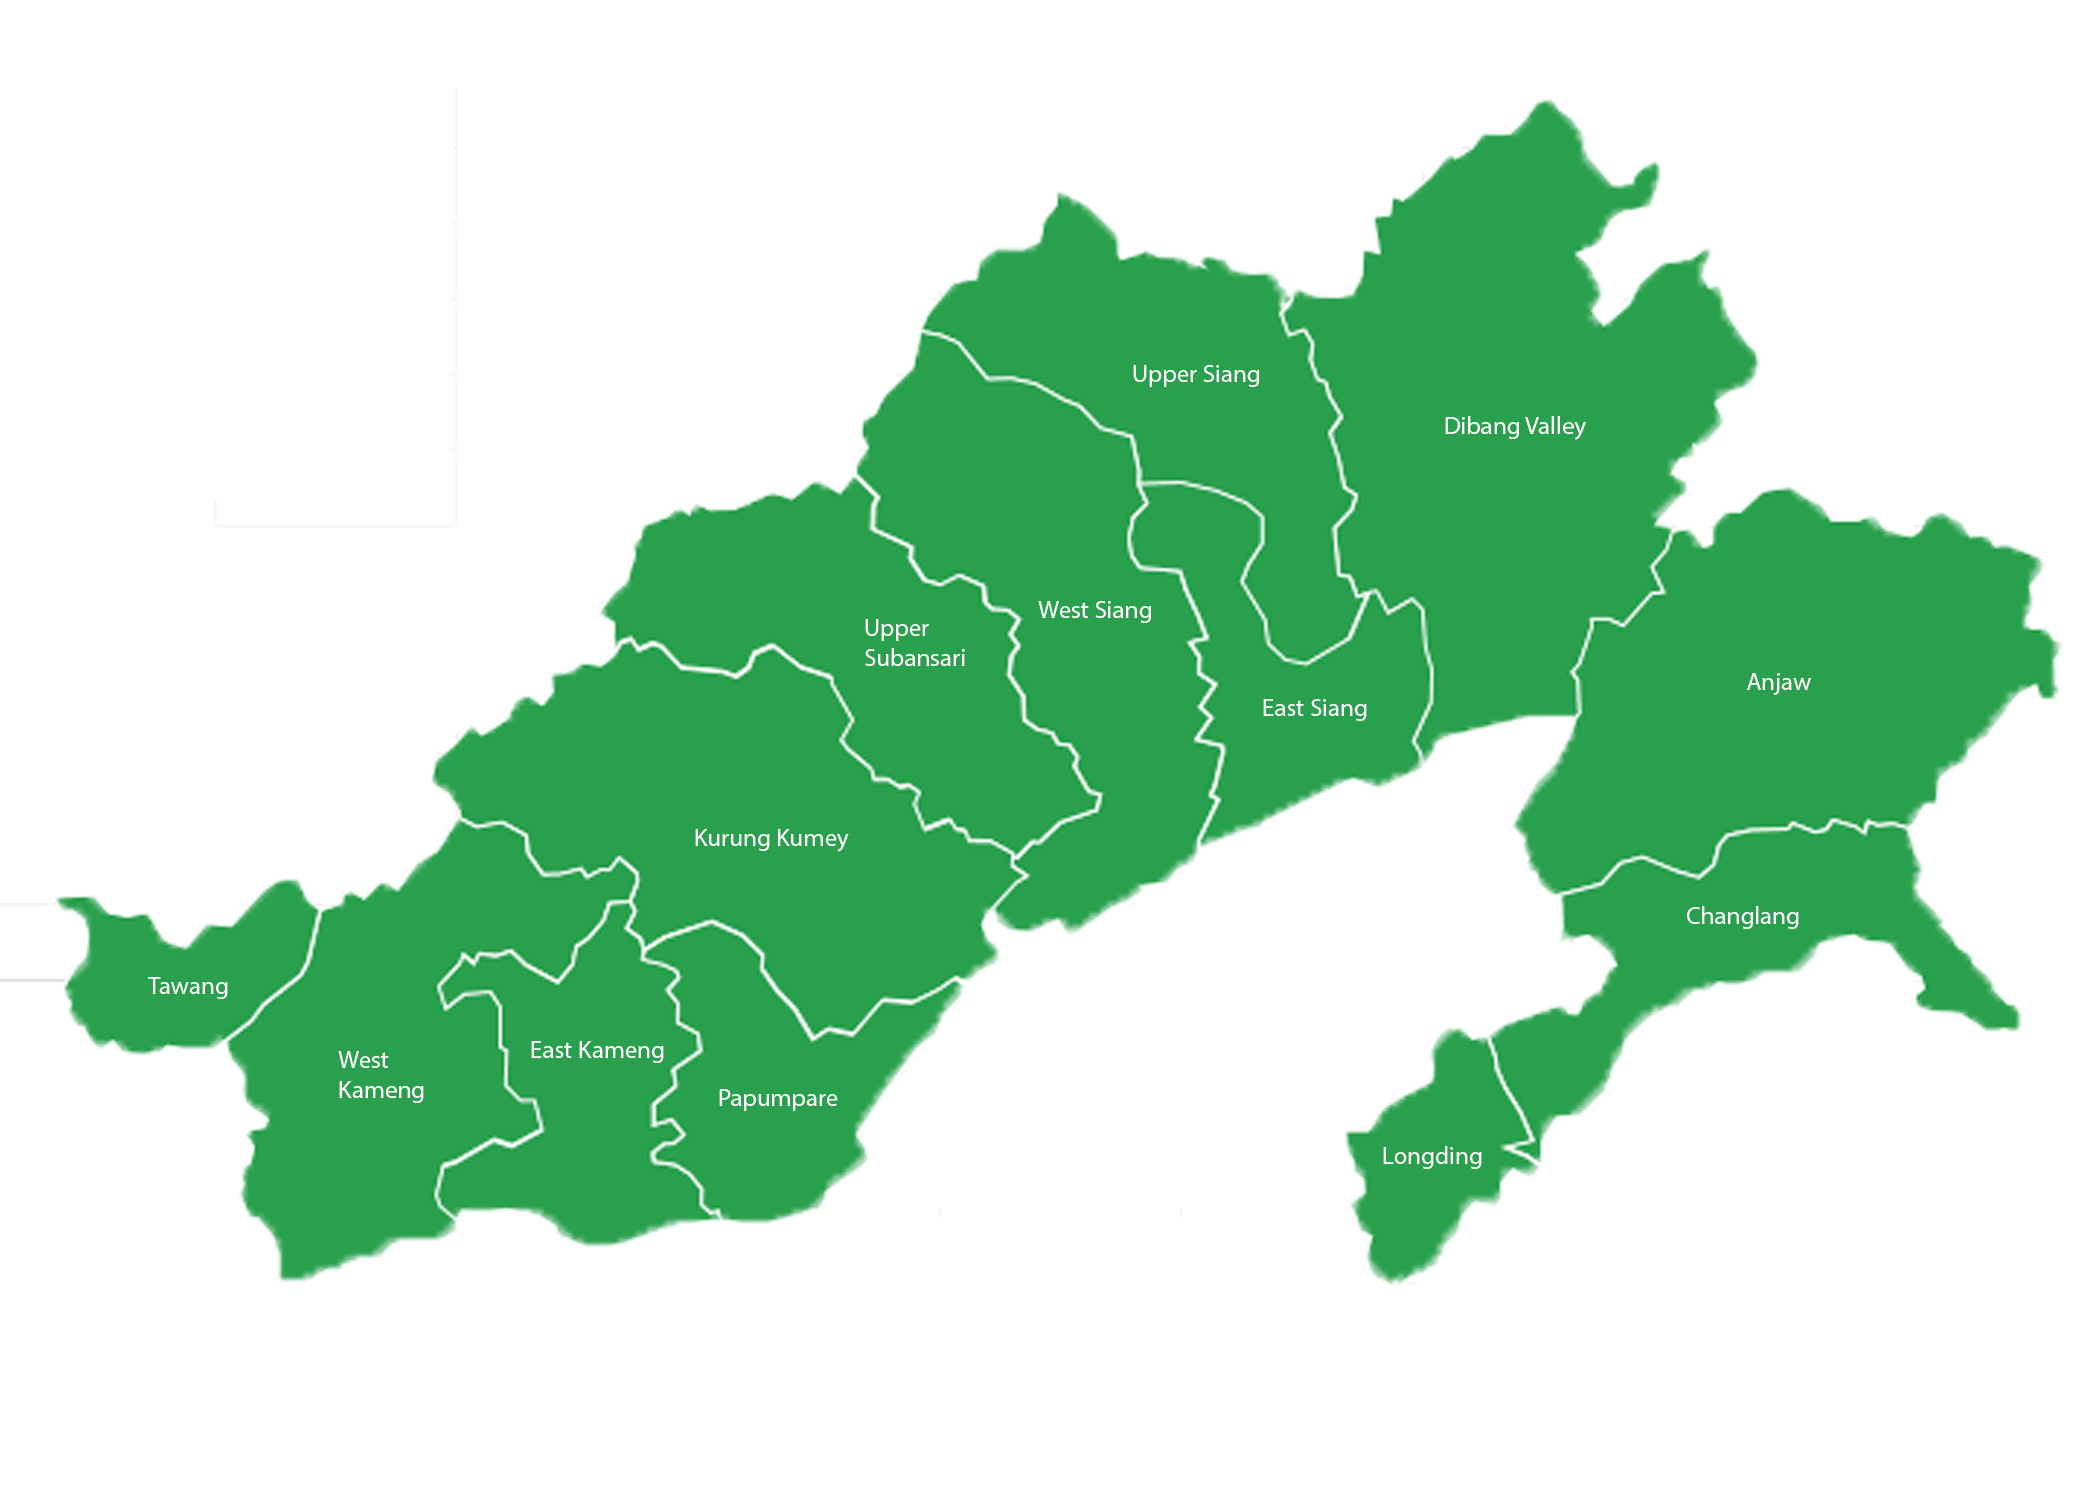 Upper Siang
Dibang Valley
West Siang
Upper
Subansari
Anjaw
East Siang
Kurung Kumey
Changlang
Tawang
West
Kameng
East Kameng
Papumpare
Longding